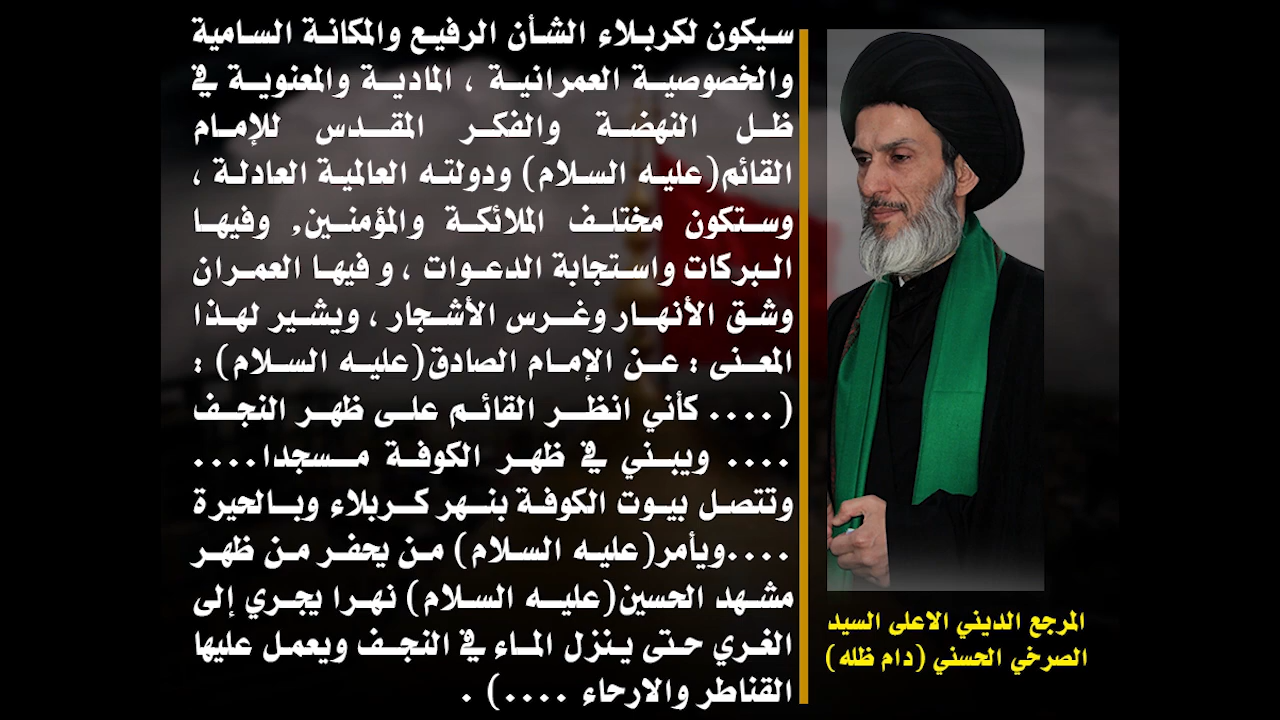 سيكون لكربلاء الشأن الرفيع والمكانة السامية
والخصوصية العمرانية ، المادية والمعنوية في
ظل النهضة والفكر المقدس للإمام
القائم(عليه السلام) ودولته العالمية العادلة ،
وستكون مختلف الملائكة والمؤمنين, وفيها
البركات واستجابة الدعوات ، و فيها العمران
وشق الأنهار وغرس الأشجار ، ويشير لهذا
المعنى : عن الإمام الصادق(عليه السلام) :
(.... كأني انظر القائم على ظهر النجف
.... ويبني في ظهر الكوفة مسجدا....
وتتصل بيوت الكوفة بنهر كربلاء وبالحيرة
....ويأمر(عليه السلام) من يحفر من ظهر
مشهد الحسين(عليه السلام) نهرا يجري إلى
الغري حتى ينزل الماء في النجف ويعمل عليها
القناطر والارحاء ....) .
المرجع الديني الاعلى السيد
الصرخي الحسني (دام ظله)